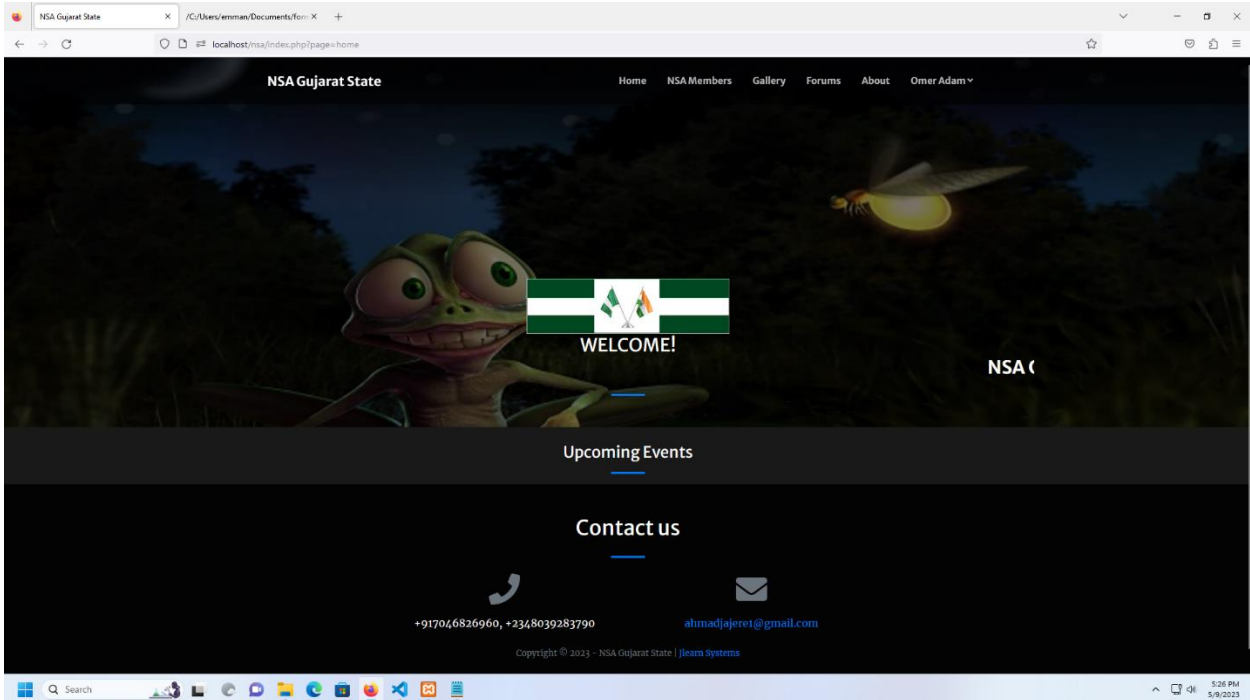 NSA Gujarat State
/C:/Users/emman/Documents/fom
localhost/nsa/index.php?page=home
NSA Gujarat State Home NSA Members Gallery Forums About Omer Adam
WELCOME!
NSA
Upcoming Events
Contact us
+917046826960, +2348039283790 ahmadjajere1@gmail.com
Copyright © 2023 - NSA Gujarat State | Jlearn Systems
Search
5:26 PM
5/9/2023